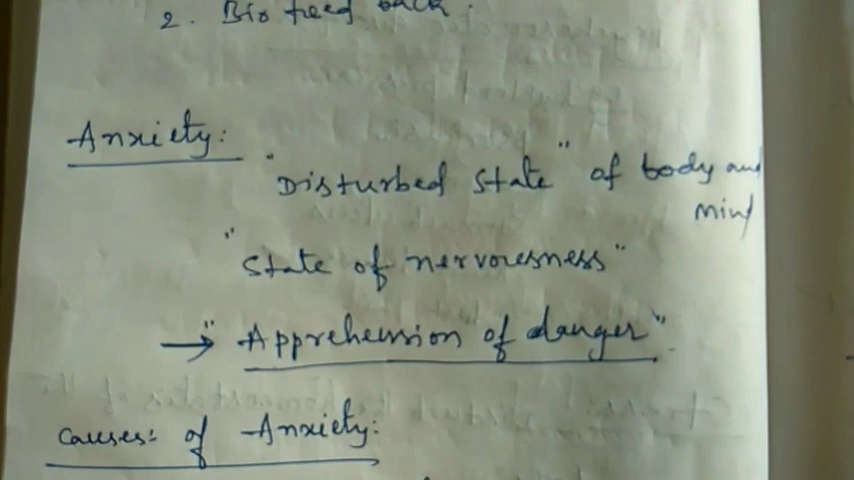 2. Bio feed back.
Anxiety:
"Disturbed state" of body and
mind
"state of nervoresness"
→ "Apprehension of danger"
causes: of Anxiety: